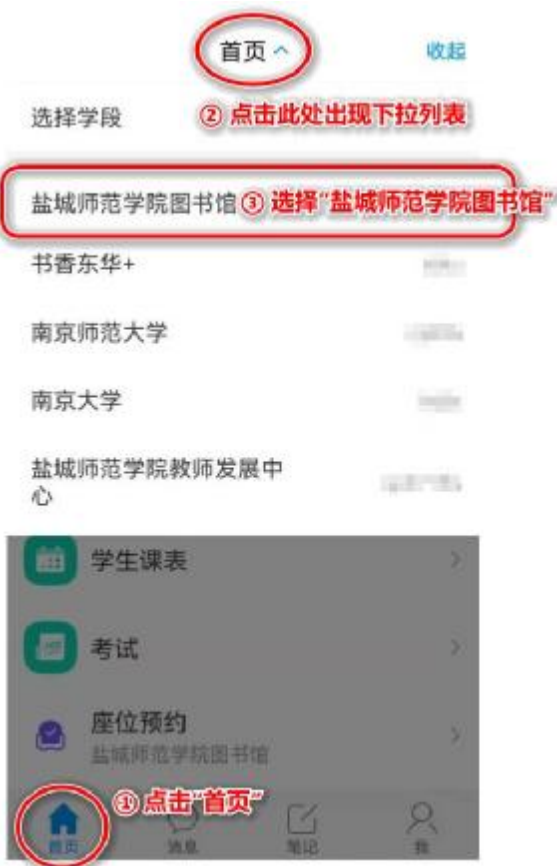 首页
收起
选择学段
② 点击此处出现下拉列表
盐城师范学院图书馆
③ 选择“盐城师范学院图书馆”
书香东华+
南京师范大学
南京大学
盐城师范学院教师发展中
心
学生课表
考试
座位预约
盐城师范学院图书馆
① 点击“首页”
首页
消息
笔记
我